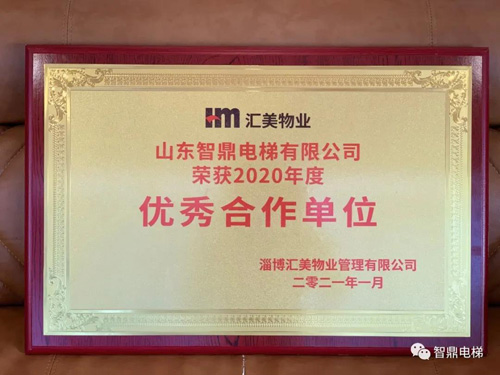 hm 汇美物业
山东智鼎电梯有限公司
荣获2020年度
优秀合作单位
淄博汇美物业管理有限公司
二零二一年一月
智鼎电梯